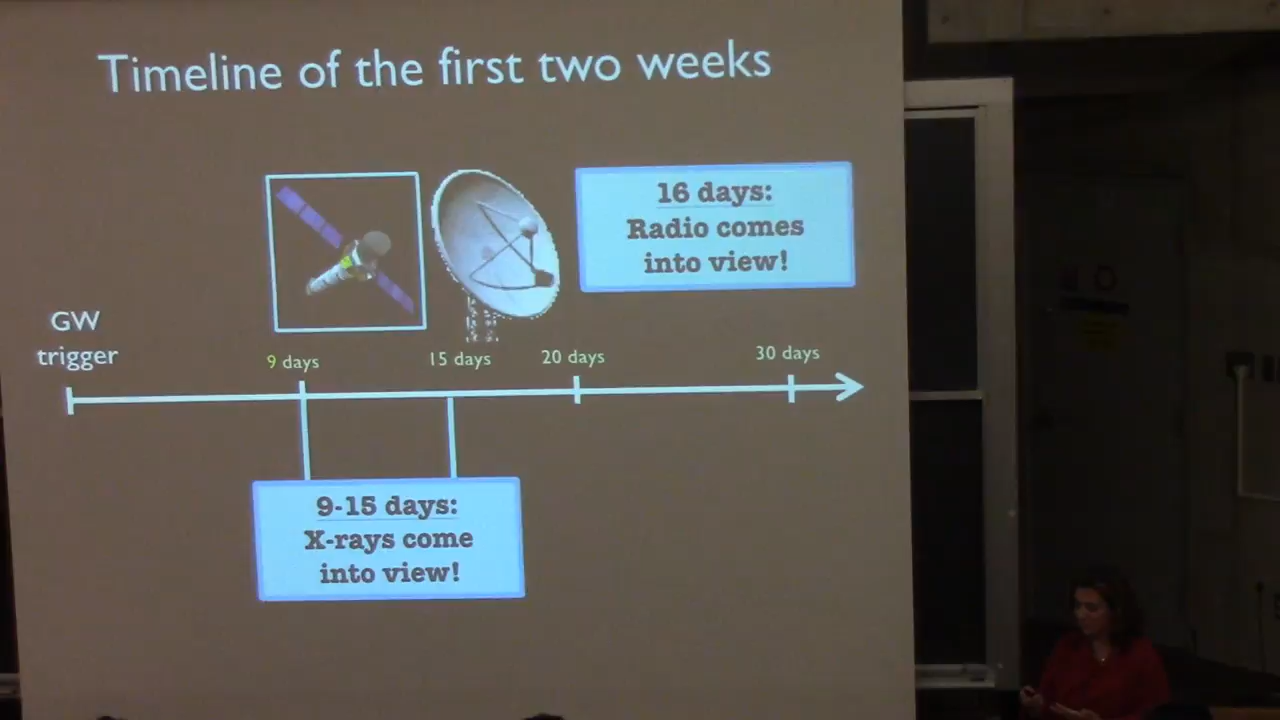 Timeline of the first two weeks
16 days:
Radio comes
into view!
GW
trigger
9 days
15 days
20 days
30 days
9-15 days:
X-rays come
into view!